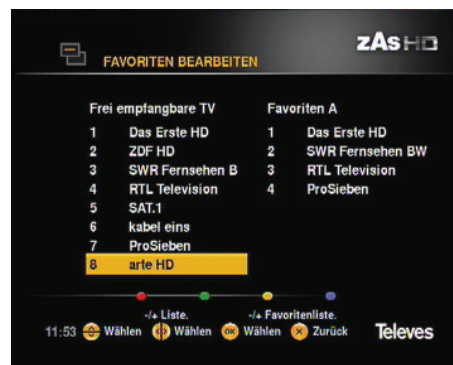 zAs HD
FAVORITEN BEARBEITEN
Frei empfangbare TV
1 Das Erste HD
2 ZDF HD
3 SWR Fernsehen B
4 RTL Television
5 SAT.1
6 kabel eins
7 ProSieben
8 arte HD
Favoriten A
1 Das Erste HD
2 SWR Fernsehen BW
3 RTL Television
4 ProSieben
-/+ Liste. -/+ Favoritenliste.
11:53 Wählen Wählen OK Wählen Zurück Televes